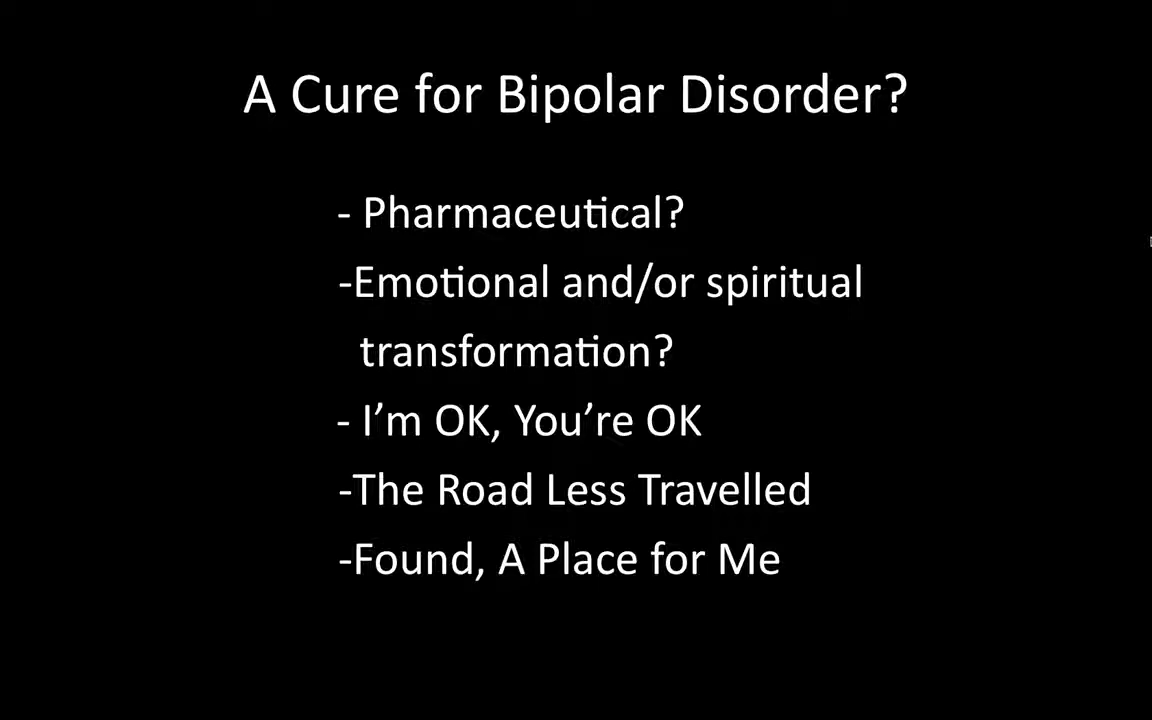 A Cure for Bipolar Disorder?
- Pharmaceutical?
-Emotional and/or spiritual
transformation?
- I’m OK, You’re OK
-The Road Less Travelled
-Found, A Place for Me